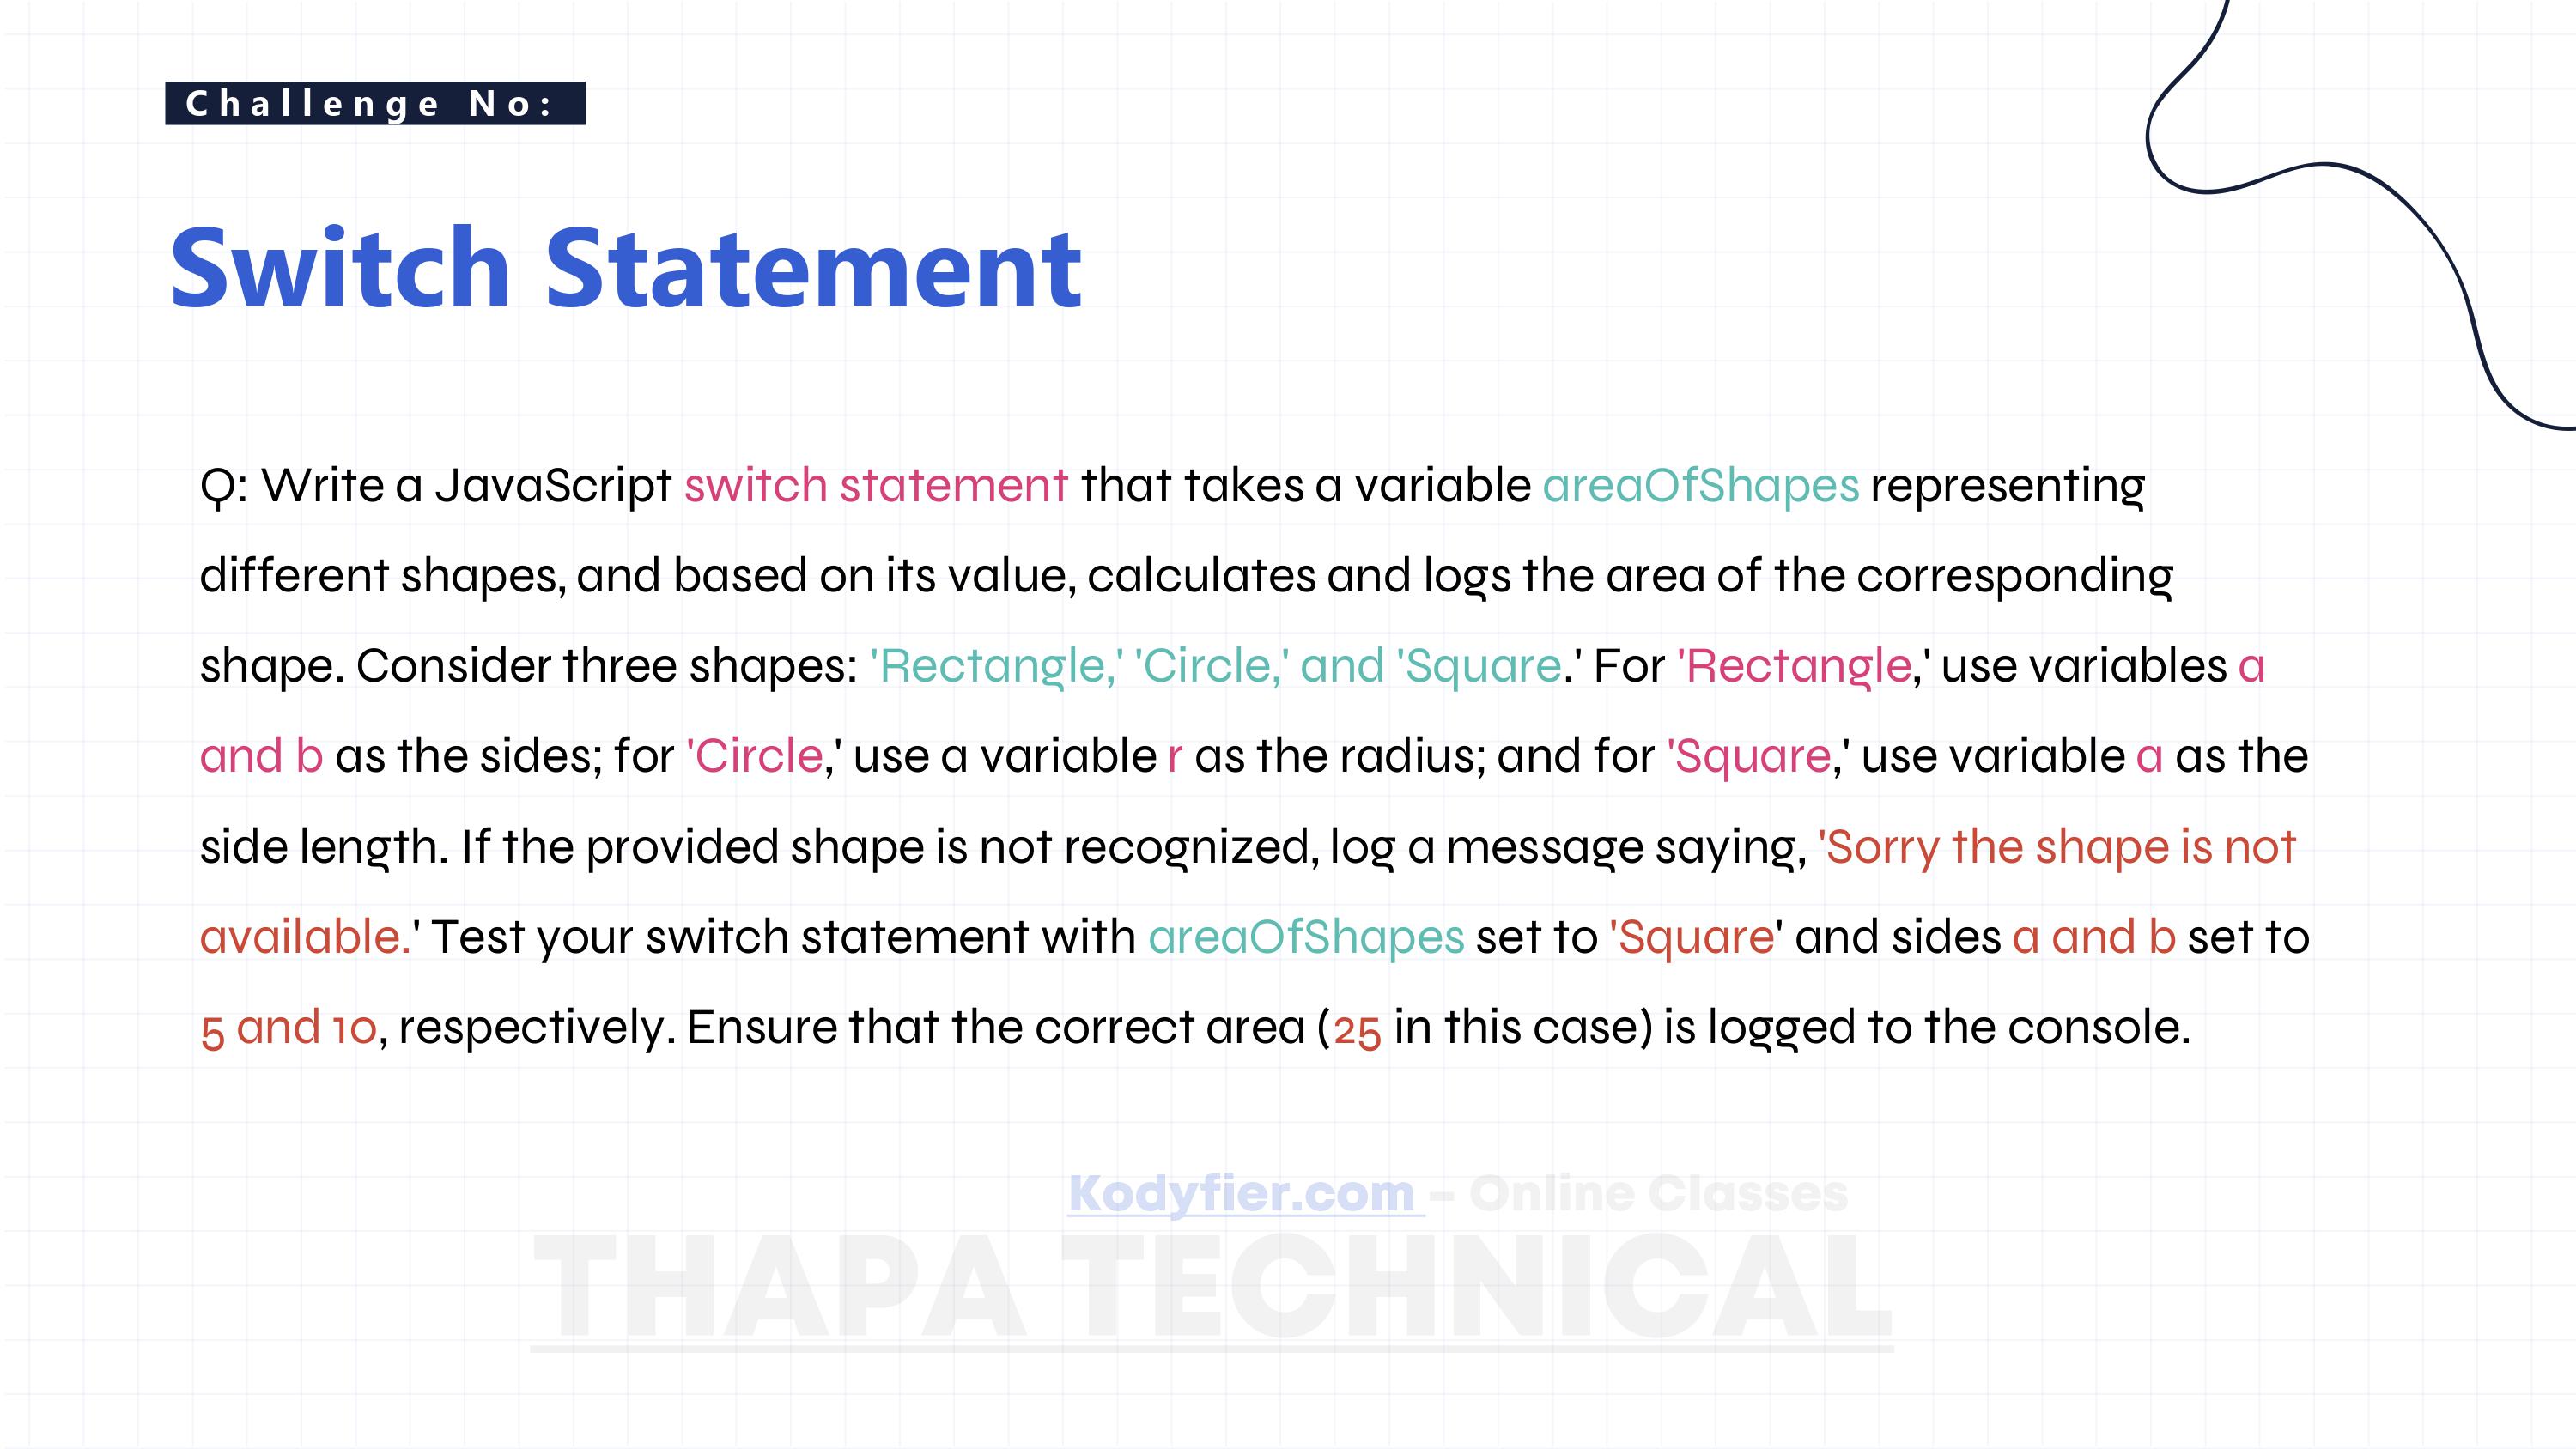 Challenge No:
Switch Statement
Q: Write a JavaScript switch statement that takes a variable areaOfShapes representing
different shapes, and based on its value, calculates and logs the area of the corresponding
shape. Consider three shapes: 'Rectangle,' 'Circle,' and 'Square.' For 'Rectangle,' use variables a
and b as the sides; for 'Circle,' use a variable r as the radius; and for 'Square,' use variable a as the
side length. If the provided shape is not recognized, log a message saying, 'Sorry the shape is not
available.' Test your switch statement with areaOfShapes set to 'Square' and sides a and b set to
5 and 10, respectively. Ensure that the correct area (25 in this case) is logged to the console.
Kodyfier.com – Online Classes
THAPA TECHNICAL